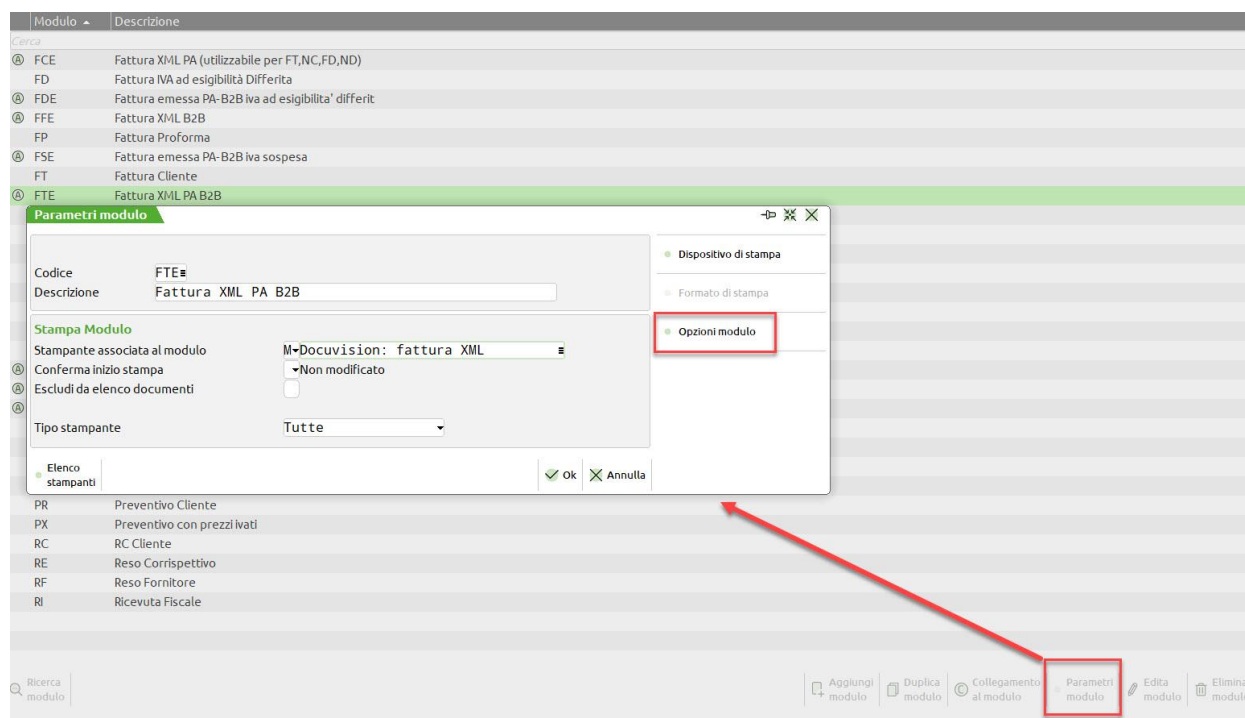 Modulo Descrizione
Cerca
A FCE Fattura XML PA (utilizzabile per FT,NC,FD,ND)
FD Fattura IVA ad esigibilità Differita
A FDE Fattura emessa PA-B2B iva ad esigibilita' differit
A FFE Fattura XML B2B
FP Fattura Proforma
A FSE Fattura emessa PA-B2B iva sospesa
FT Fattura Cliente
A FTE Fattura XML PA B2B
Parametri modulo
Dispositivo di stampa
Codice FTE
Descrizione Fattura XML PA B2B
Formato di stampa
Stampa Modulo
Opzioni modulo
Stampante associata al modulo M Docuvision: fattura XML
A Conferma inizio stampa Non modificato
A Escludi da elenco documenti
A
Tipo stampante Tutte
Elenco stampanti
Ok Annulla
PR Preventivo Cliente
PX Preventivo con prezzi ivati
RC RC Cliente
RE Reso Corrispettivo
RF Reso Fornitore
RI Ricevuta Fiscale
Ricerca Aggiungi Duplica Collegamento Parametri Edita Elimina
modulo modulo modulo al modulo modulo modulo modulo